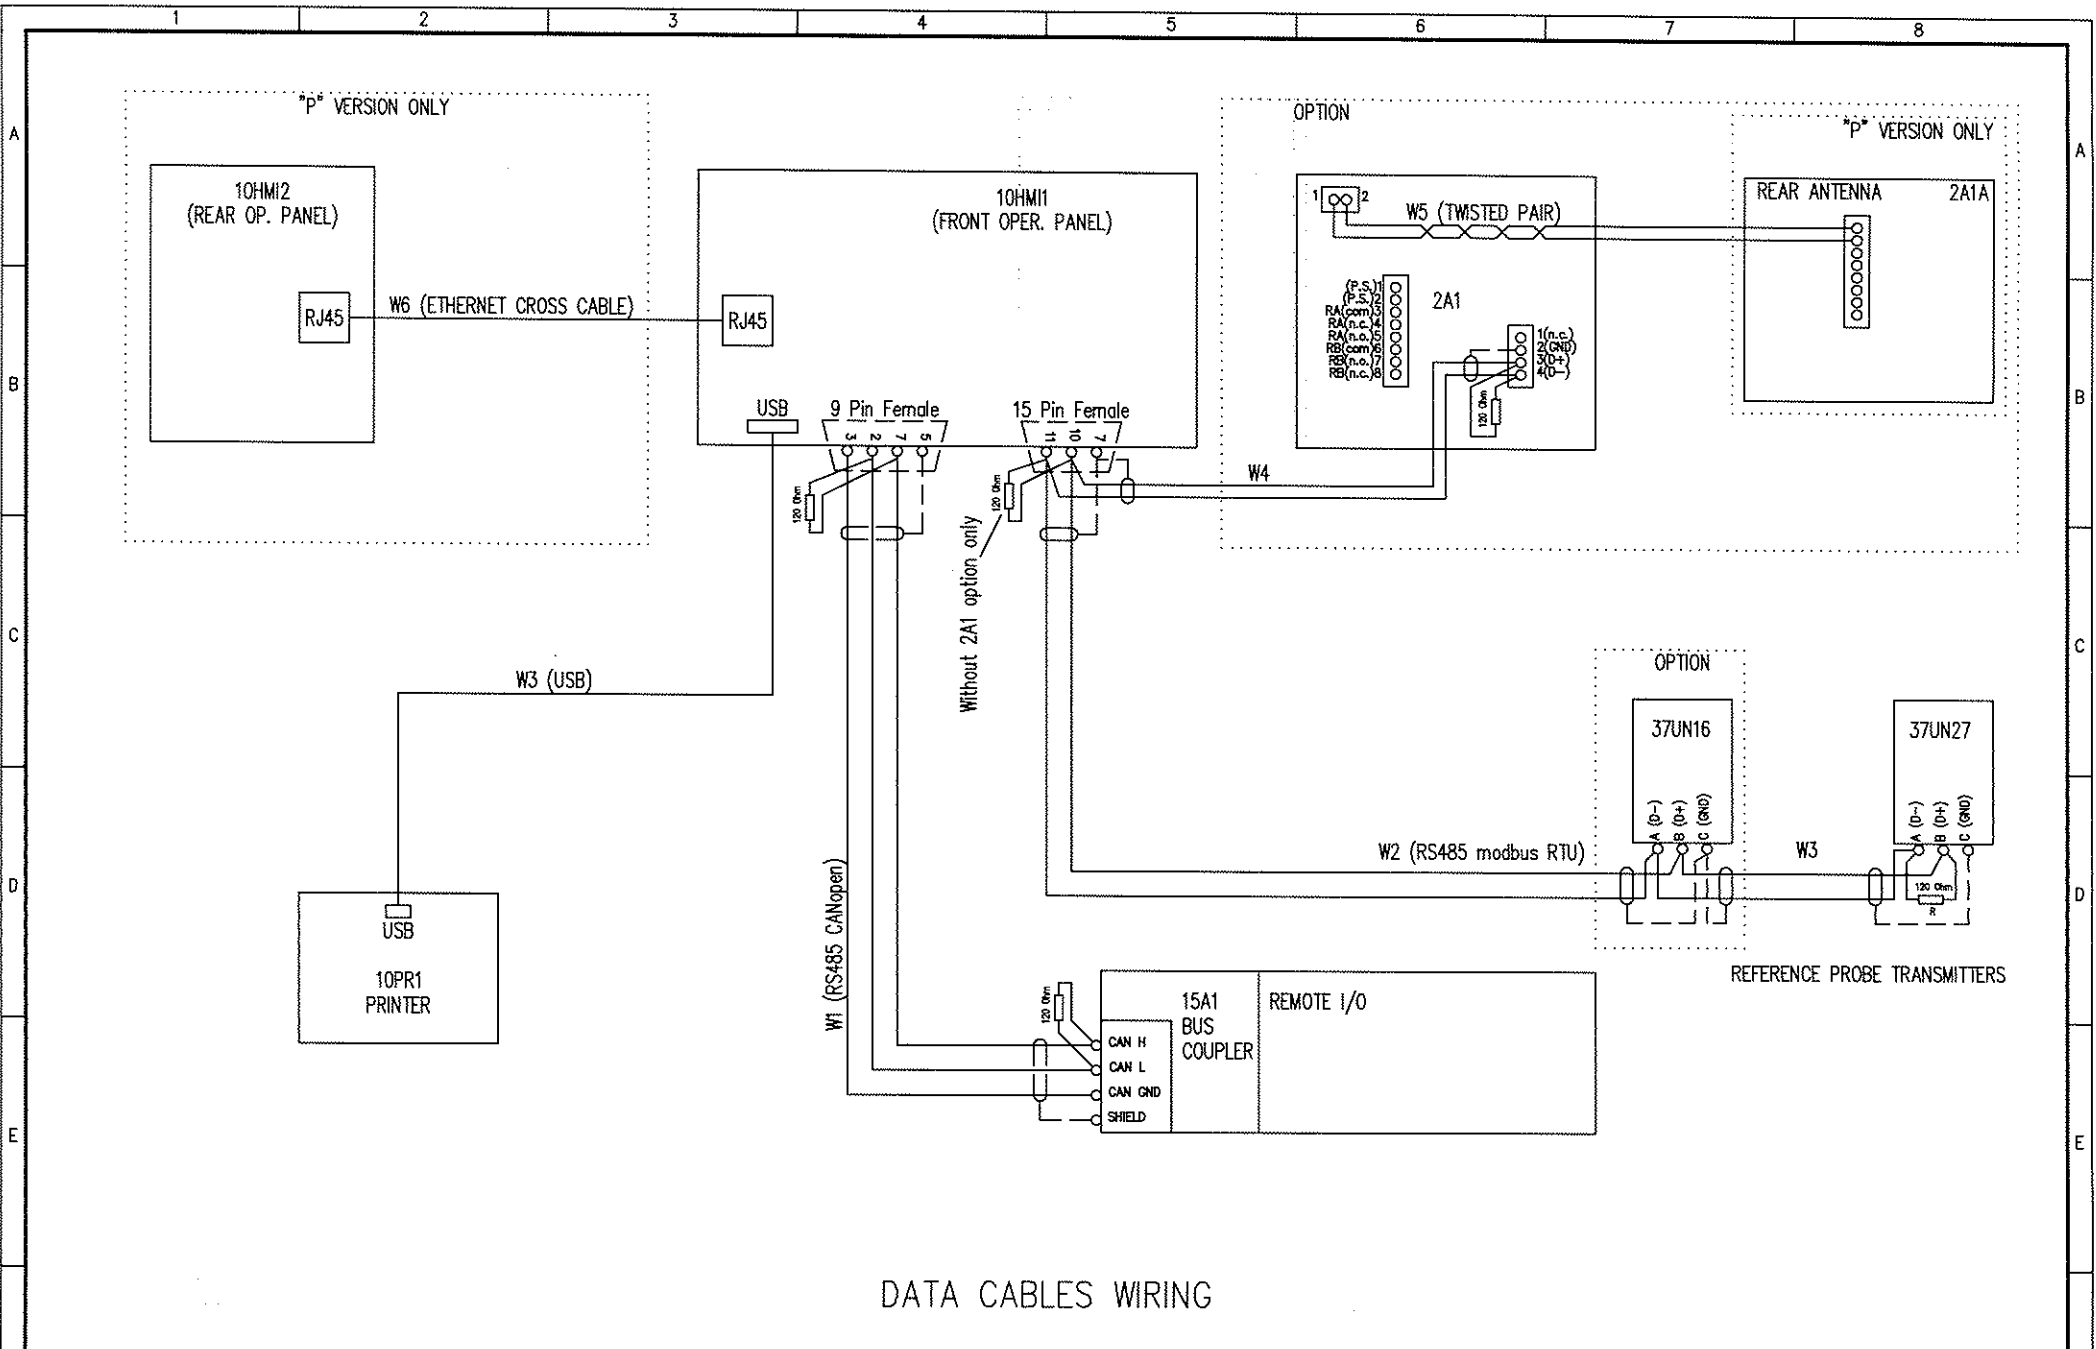 1 2 3 4 5 6 7 8
A
B
C
D
E
A
B
C
D
E
"P" VERSION ONLY
10HMI2
(REAR OP. PANEL)
RJ45
W6 (ETHERNET CROSS CABLE)
10HMI1
(FRONT OPER. PANEL)
RJ45
USB
9 Pin Female
3 2 7 5
120 Ohm
15 Pin Female
11 10 7
120 Ohm
Without 2A1 option only
W4
OPTION
1 2
W5 (TWISTED PAIR)
(P.S.)1
(P.S.)2
RA(com)3
RA(n.c.)4
RA(n.o.)5
RB(com)6
RB(n.o.)7
RB(n.c.)8
2A1
1(n.c.)
2(GND)
3(D+)
4(D-)
120 Ohm
"P" VERSION ONLY
REAR ANTENNA 2A1A
W3 (USB)
USB
10PR1
PRINTER
W1 (RS485 CANopen)
W2 (RS485 modbus RTU)
OPTION
37UN16
A (D-)
B (D+)
C (GND)
W3
37UN27
A (D-)
B (D+)
C (GND)
120 Ohm
R
REFERENCE PROBE TRANSMITTERS
120 Ohm
CAN H
CAN L
CAN GND
SHIELD
15A1
BUS
COUPLER
REMOTE I/O
DATA CABLES WIRING